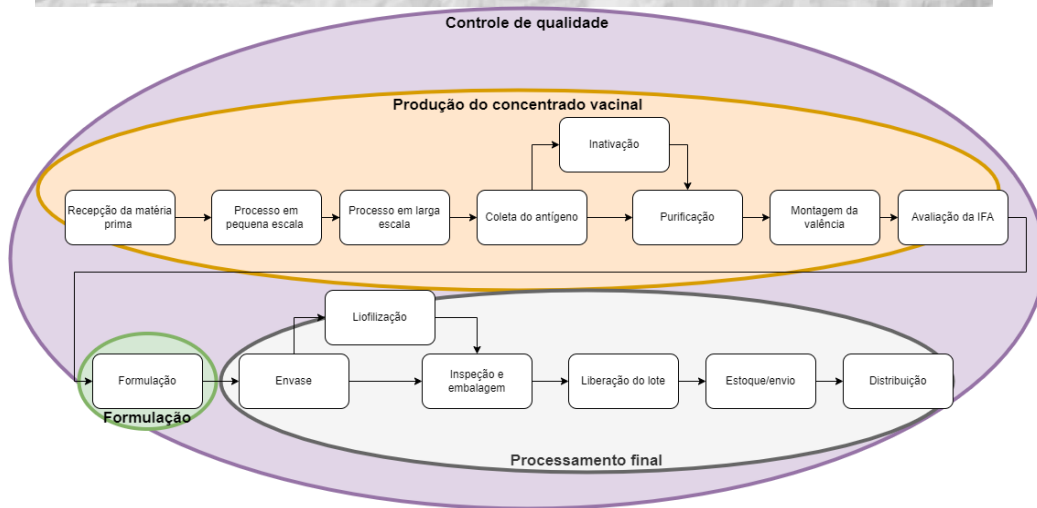 Controle de qualidade
Produção do concentrado vacinal
Inativação
Recepção da matéria
prima
Processo em
pequena escala
Processo em larga
escala
Coleta do antígeno
Purificação
Montagem da
valência
Avaliação da IFA
Liofilização
Formulação
Envase
Inspeção e
embalagem
Liberação do lote
Estoque/envio
Distribuição
Formulação
Processamento final